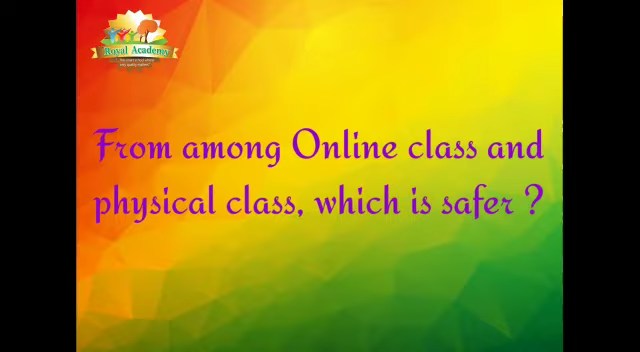 Royal Academy
From among Online class and
physical class, which is safer ?